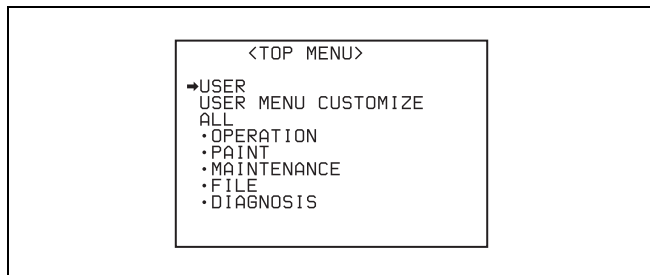 <TOP MENU>
➡USER
USER MENU CUSTOMIZE
ALL
·OPERATION
·PAINT
·MAINTENANCE
·FILE
·DIAGNOSIS